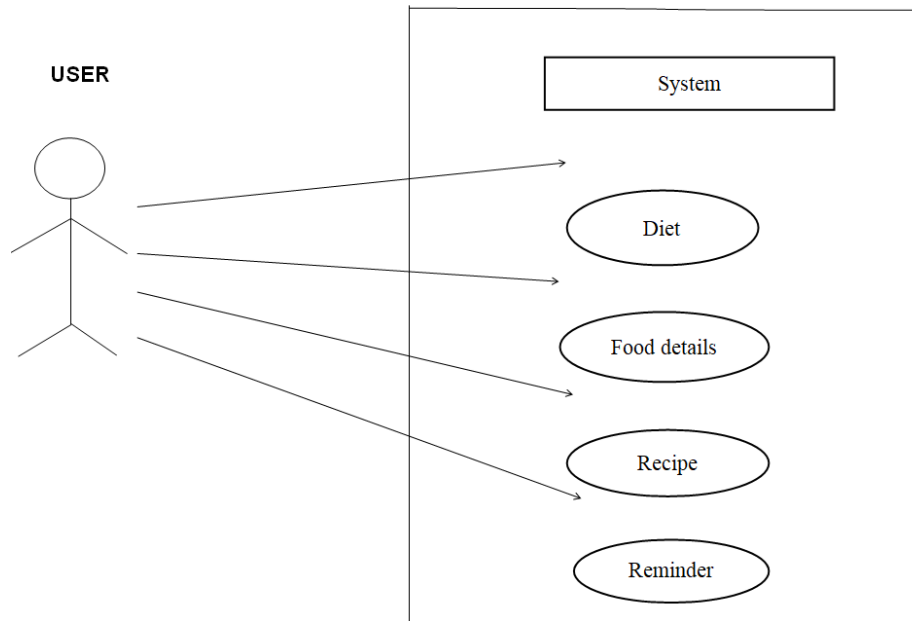 USER
System
Diet
Food details
Recipe
Reminder